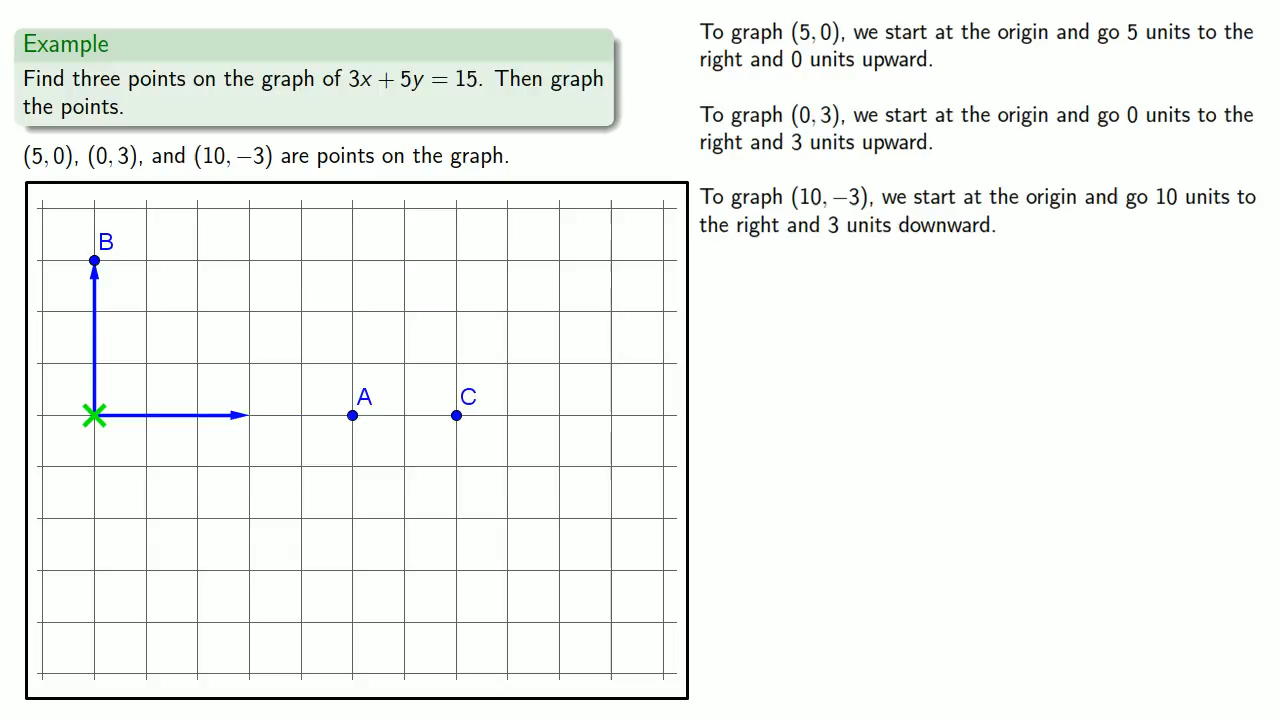 Example
Find three points on the graph of 3x + 5y = 15. Then graph
the points.
(5, 0), (0, 3), and (10, −3) are points on the graph.
To graph (5, 0), we start at the origin and go 5 units to the
right and 0 units upward.
To graph (0, 3), we start at the origin and go 0 units to the
right and 3 units upward.
To graph (10, −3), we start at the origin and go 10 units to
the right and 3 units downward.
B
A
C